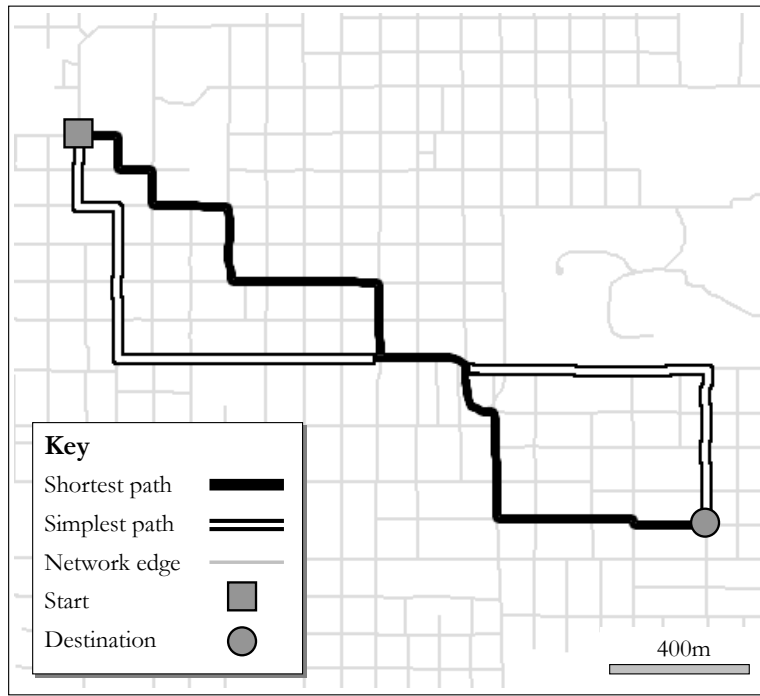 Key
Shortest path
Simplest path
Network edge
Start
Destination
400m